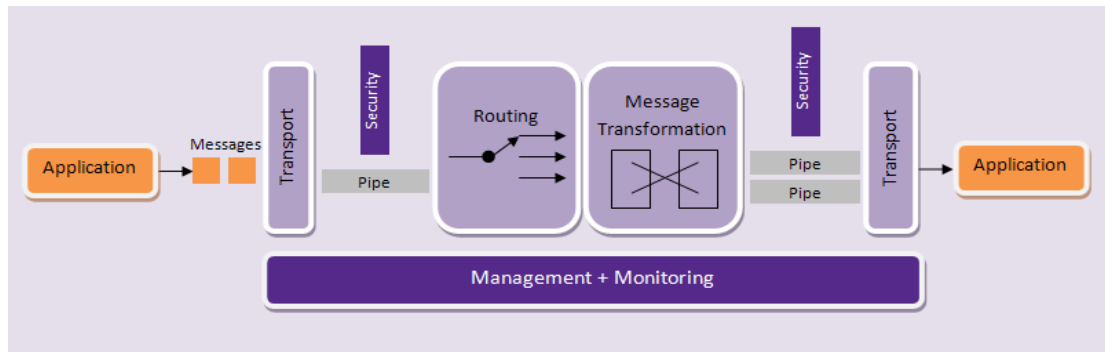 Application
Messages
Transport
Security
Pipe
Routing
Message
Transformation
Security
Pipe
Pipe
Transport
Application
Management + Monitoring